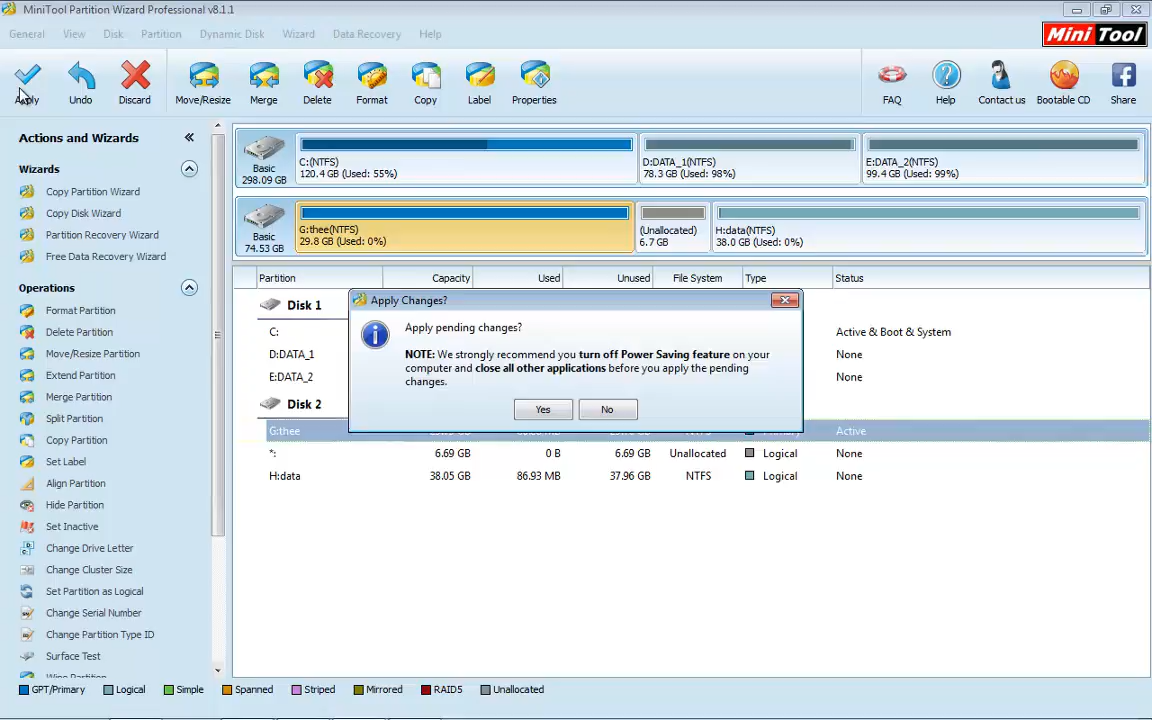 MiniTool Partition Wizard Professional v8.1.1
General View Disk Partition Dynamic Disk Wizard Data Recovery Help
Mini Tool
Apply Undo Discard Move/Resize Merge Delete Format Copy Label Properties FAQ Help Contact us Bootable CD Share
Actions and Wizards
Wizards
Copy Partition Wizard
Copy Disk Wizard
Partition Recovery Wizard
Free Data Recovery Wizard
Operations
Format Partition
Delete Partition
Move/Resize Partition
Extend Partition
Merge Partition
Split Partition
Copy Partition
Set Label
Align Partition
Hide Partition
Set Inactive
Change Drive Letter
Change Cluster Size
Set Partition as Logical
Change Serial Number
Change Partition Type ID
Surface Test
Basic
298.09 GB
C:(NTFS)
120.4 GB (Used: 55%)
D:DATA_1(NTFS)
78.3 GB (Used: 98%)
E:DATA_2(NTFS)
99.4 GB (Used: 99%)
Basic
74.53 GB
G:thee(NTFS)
29.8 GB (Used: 0%)
(Unallocated)
6.7 GB
H:data(NTFS)
38.0 GB (Used: 0%)
Partition Capacity Used Unused File System Type Status
Disk 1
C: Active & Boot & System
D:DATA_1 None
E:DATA_2 None
Disk 2
G:thee Active
*: 6.69 GB 0 B 6.69 GB Unallocated Logical None
H:data 38.05 GB 86.93 MB 37.96 GB NTFS Logical None
Apply Changes?
Apply pending changes?
NOTE: We strongly recommend you turn off Power Saving feature on your
computer and close all other applications before you apply the pending
changes.
Yes No
GPT/Primary Logical Simple Spanned Striped Mirrored RAID5 Unallocated